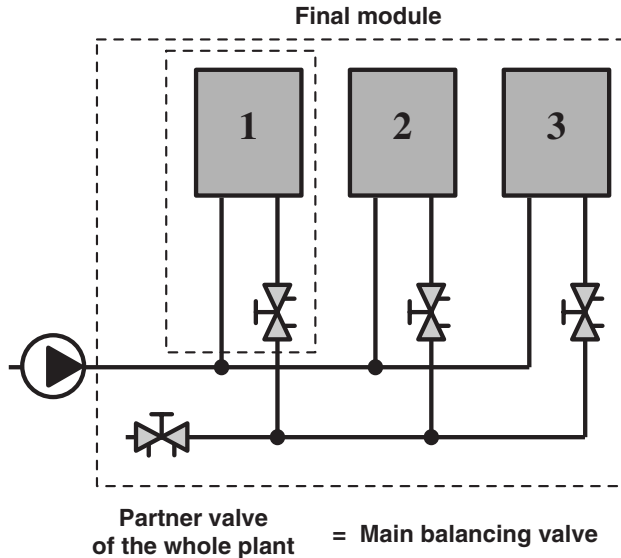 Final module
1
2
3
Partner valve
of the whole plant
= Main balancing valve